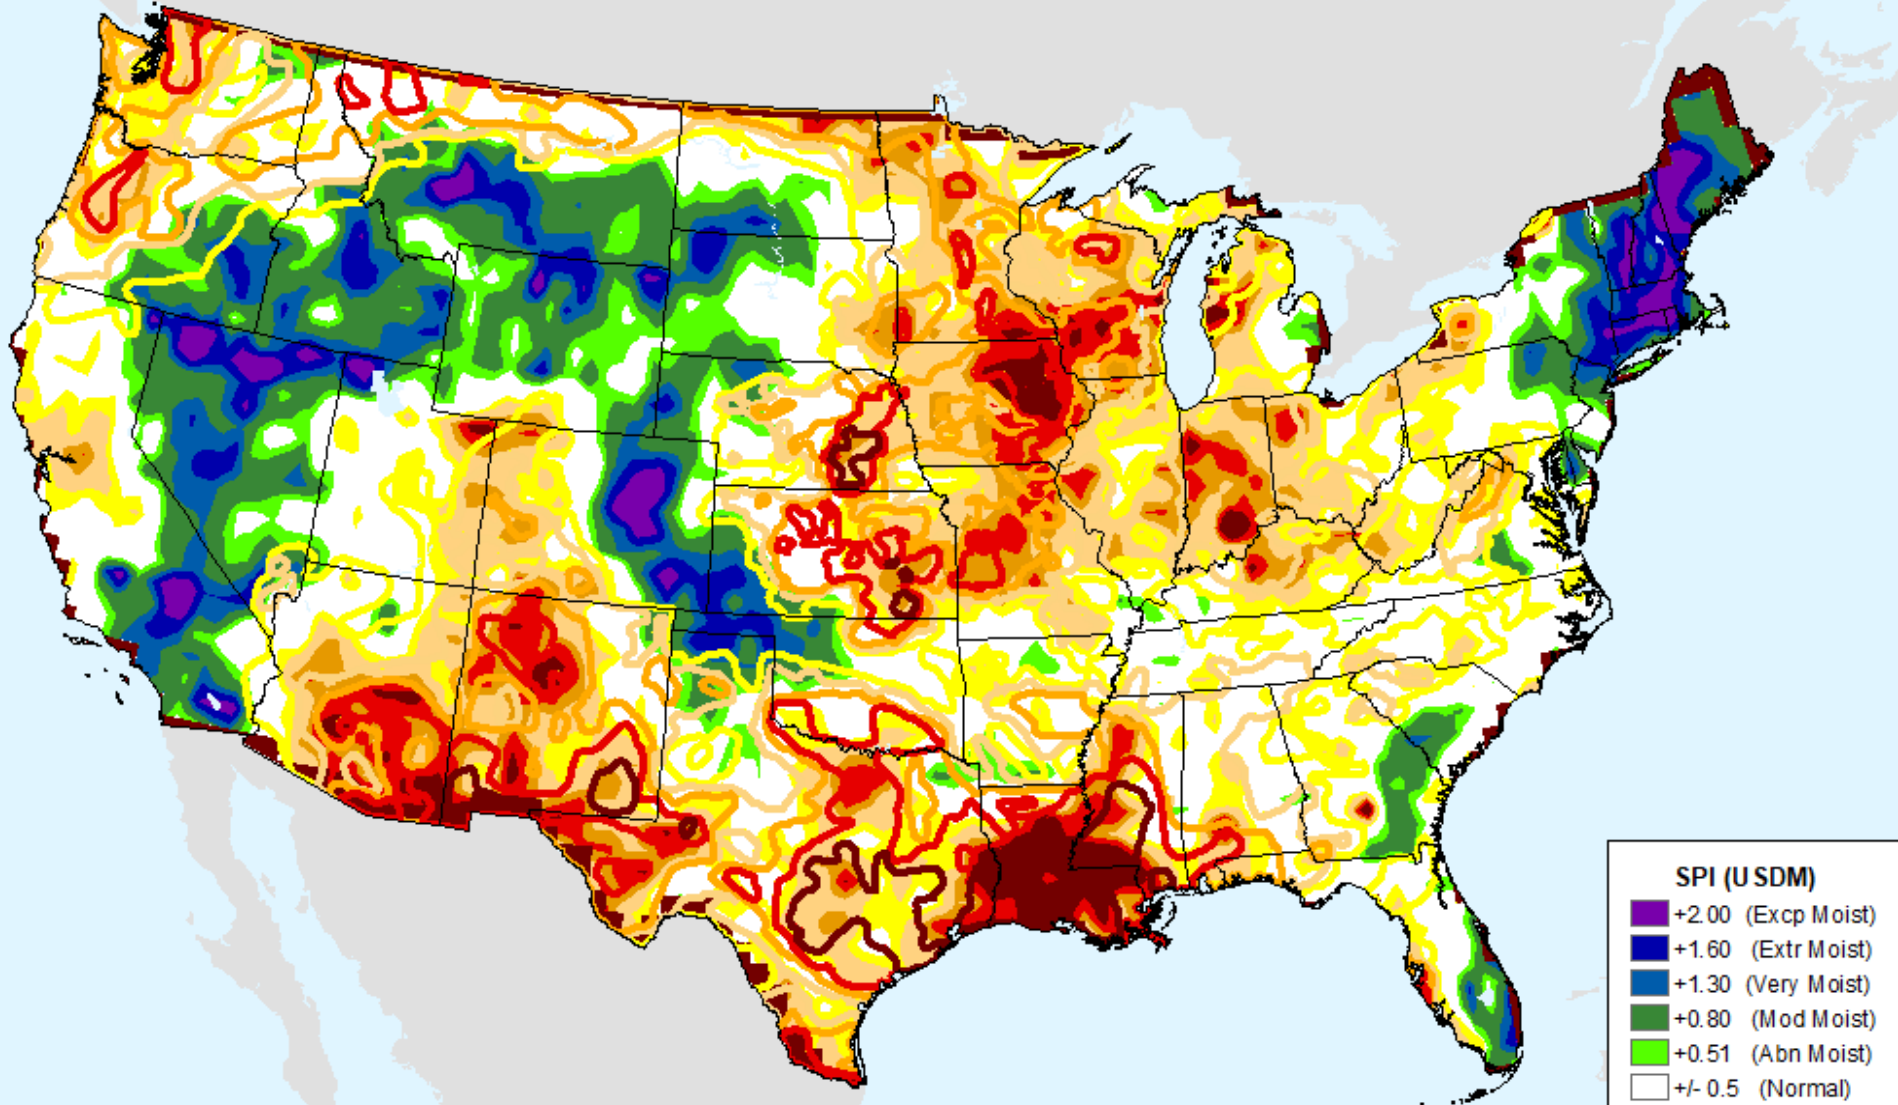 SPI (USDM)
+2.00 (Excp Moist)
+1.60 (Extr Moist)
+1.30 (Very Moist)
+0.80 (Mod Moist)
+0.51 (Abn Moist)
+/- 0.5 (Normal)